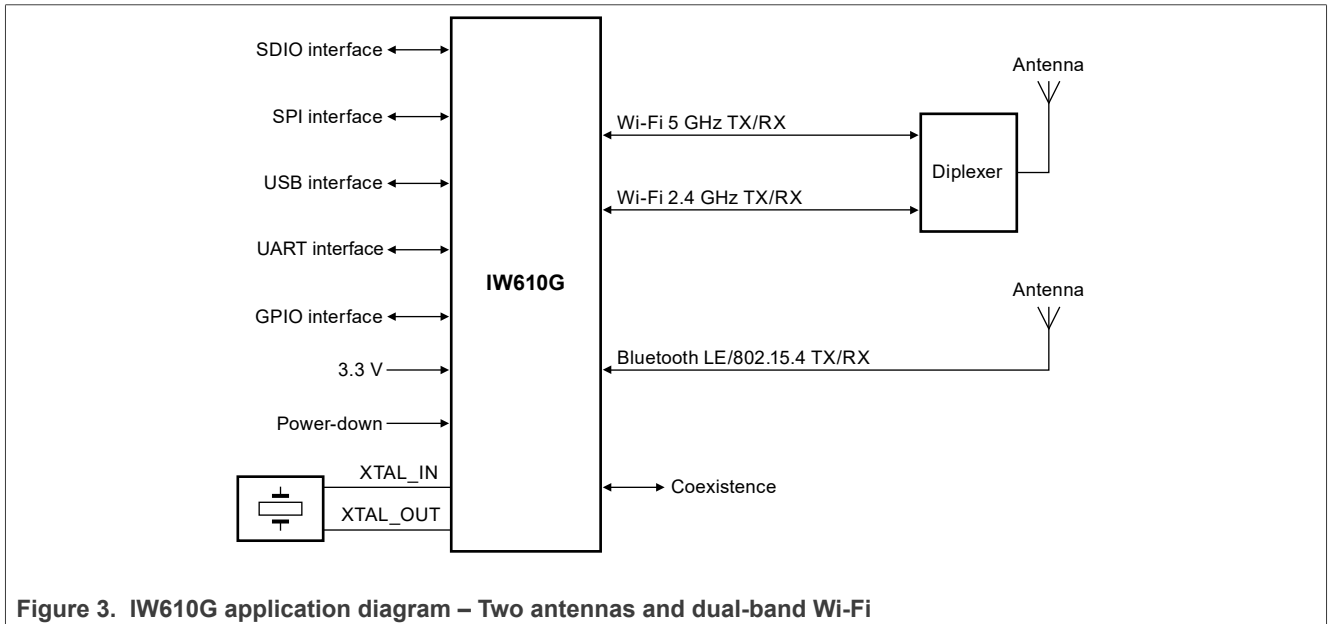 SDIO interface
SPI interface
USB interface
UART interface
GPIO interface
3.3 V
Power-down
XTAL_IN
XTAL_OUT
IW610G
Wi-Fi 5 GHz TX/RX
Wi-Fi 2.4 GHz TX/RX
Diplexer
Antenna
Antenna
Bluetooth LE/802.15.4 TX/RX
Coexistence
Figure 3. IW610G application diagram – Two antennas and dual-band Wi-Fi